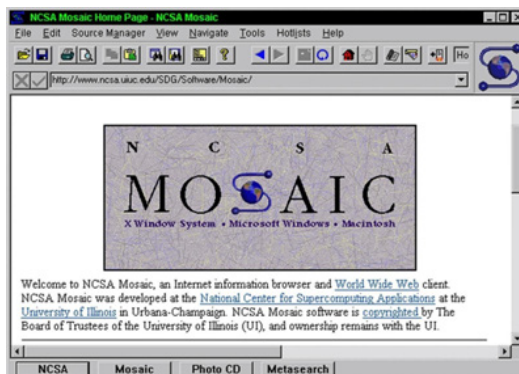 NCSA Mosaic Home Page - NCSA Mosaic
File Edit Source Manager View Navigate Tools Hotlists Help
Ho
http://www.ncsa.uiuc.edu/SDG/Software/Mosaic/
N C S A
MOSAIC
X Window System • Microsoft Windows • Macintosh
Welcome to NCSA Mosaic, an Internet information browser and World Wide Web client.
NCSA Mosaic was developed at the National Center for Supercomputing Applications at the
University of Illinois in Urbana-Champaign. NCSA Mosaic software is copyrighted by The
Board of Trustees of the University of Illinois (UI), and ownership remains with the UI.
NCSA Mosaic Photo CD Metasearch